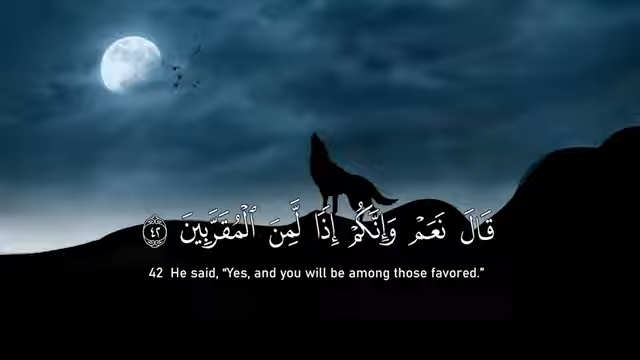 قَالَ نَعَمْ وَإِنَّكُمْ إِذًا لَّمِنَ ٱلْمُقَرَّبِينَ ٤٢
42 He said, “Yes, and you will be among those favored.”